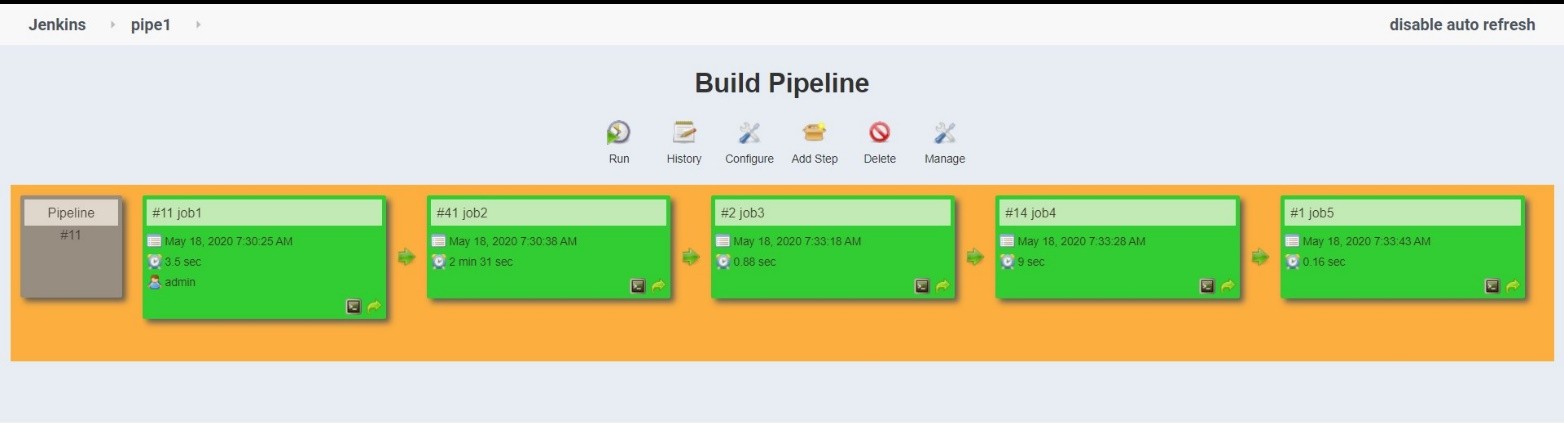 Jenkins pipe1 disable auto refresh
Build Pipeline
Run History Configure Add Step Delete Manage
Pipeline
#11
#11 job1
May 18, 2020 7:30:25 AM
3.5 sec
admin
#41 job2
May 18, 2020 7:30:38 AM
2 min 31 sec
#2 job3
May 18, 2020 7:33:18 AM
0.88 sec
#14 job4
May 18, 2020 7:33:28 AM
9 sec
#1 job5
May 18, 2020 7:33:43 AM
0.16 sec